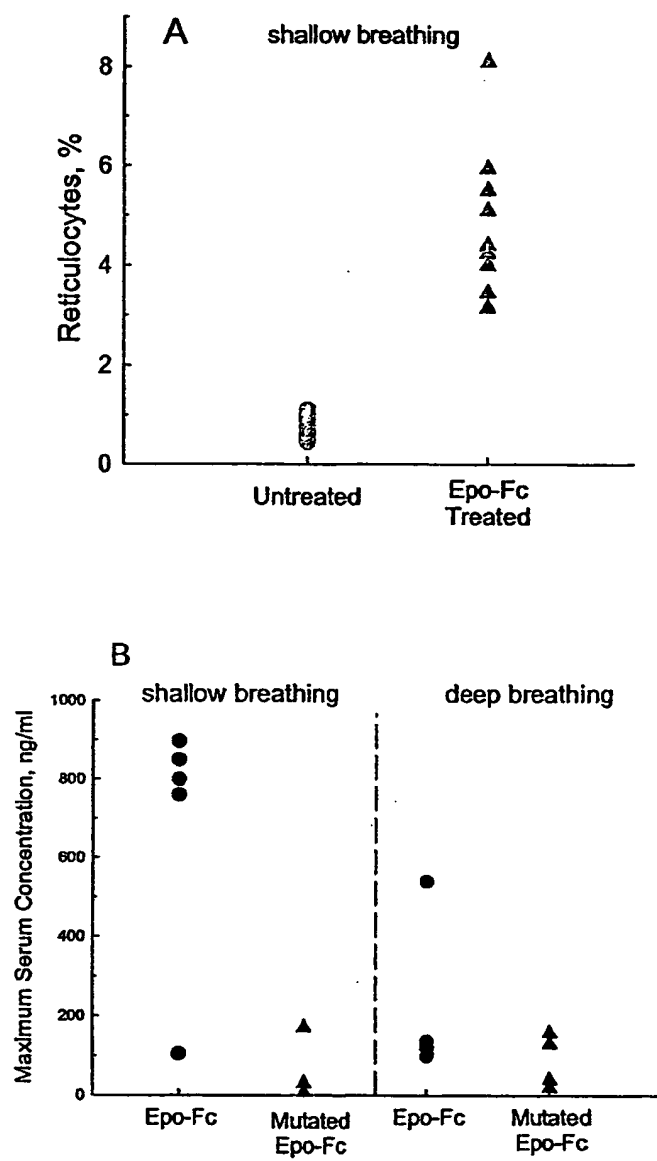 A
shallow breathing
Reticulocytes, %
8
6
4
2
0
Untreated
Epo-Fc
Treated
B
shallow breathing
deep breathing
Maximum Serum Concentration, ng/ml
1000
800
600
400
200
0
Epo-Fc
Mutated
Epo-Fc
Epo-Fc
Mutated
Epo-Fc